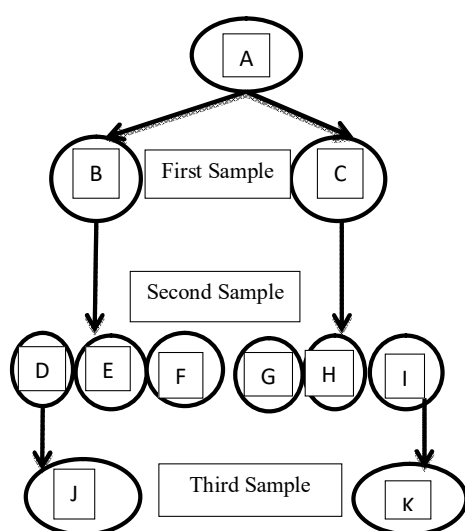 A
B First Sample C
Second Sample
D E F G H I
J Third Sample K